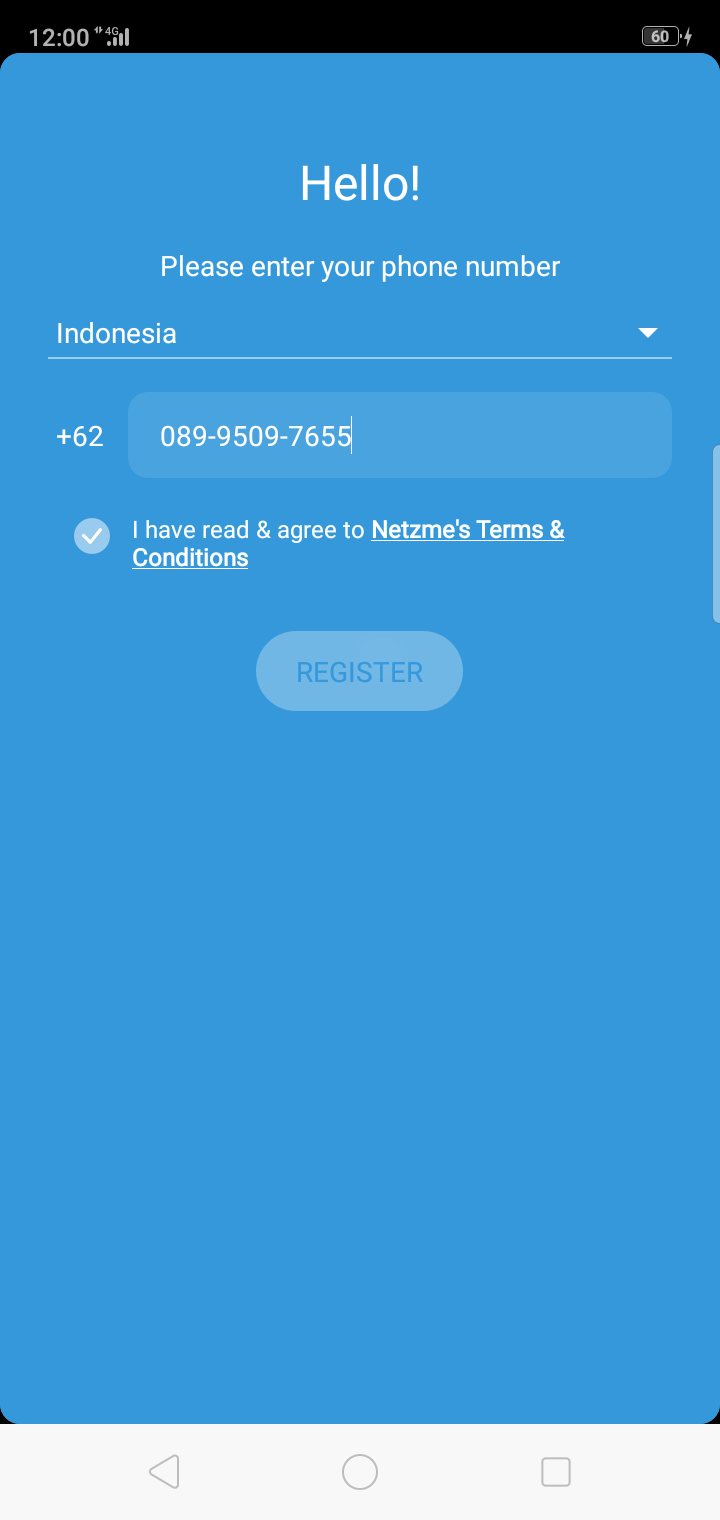 12:00 4G 60
Hello!
Please enter your phone number
Indonesia
+62 089-9509-7655
I have read & agree to Netzme's Terms &
Conditions
REGISTER